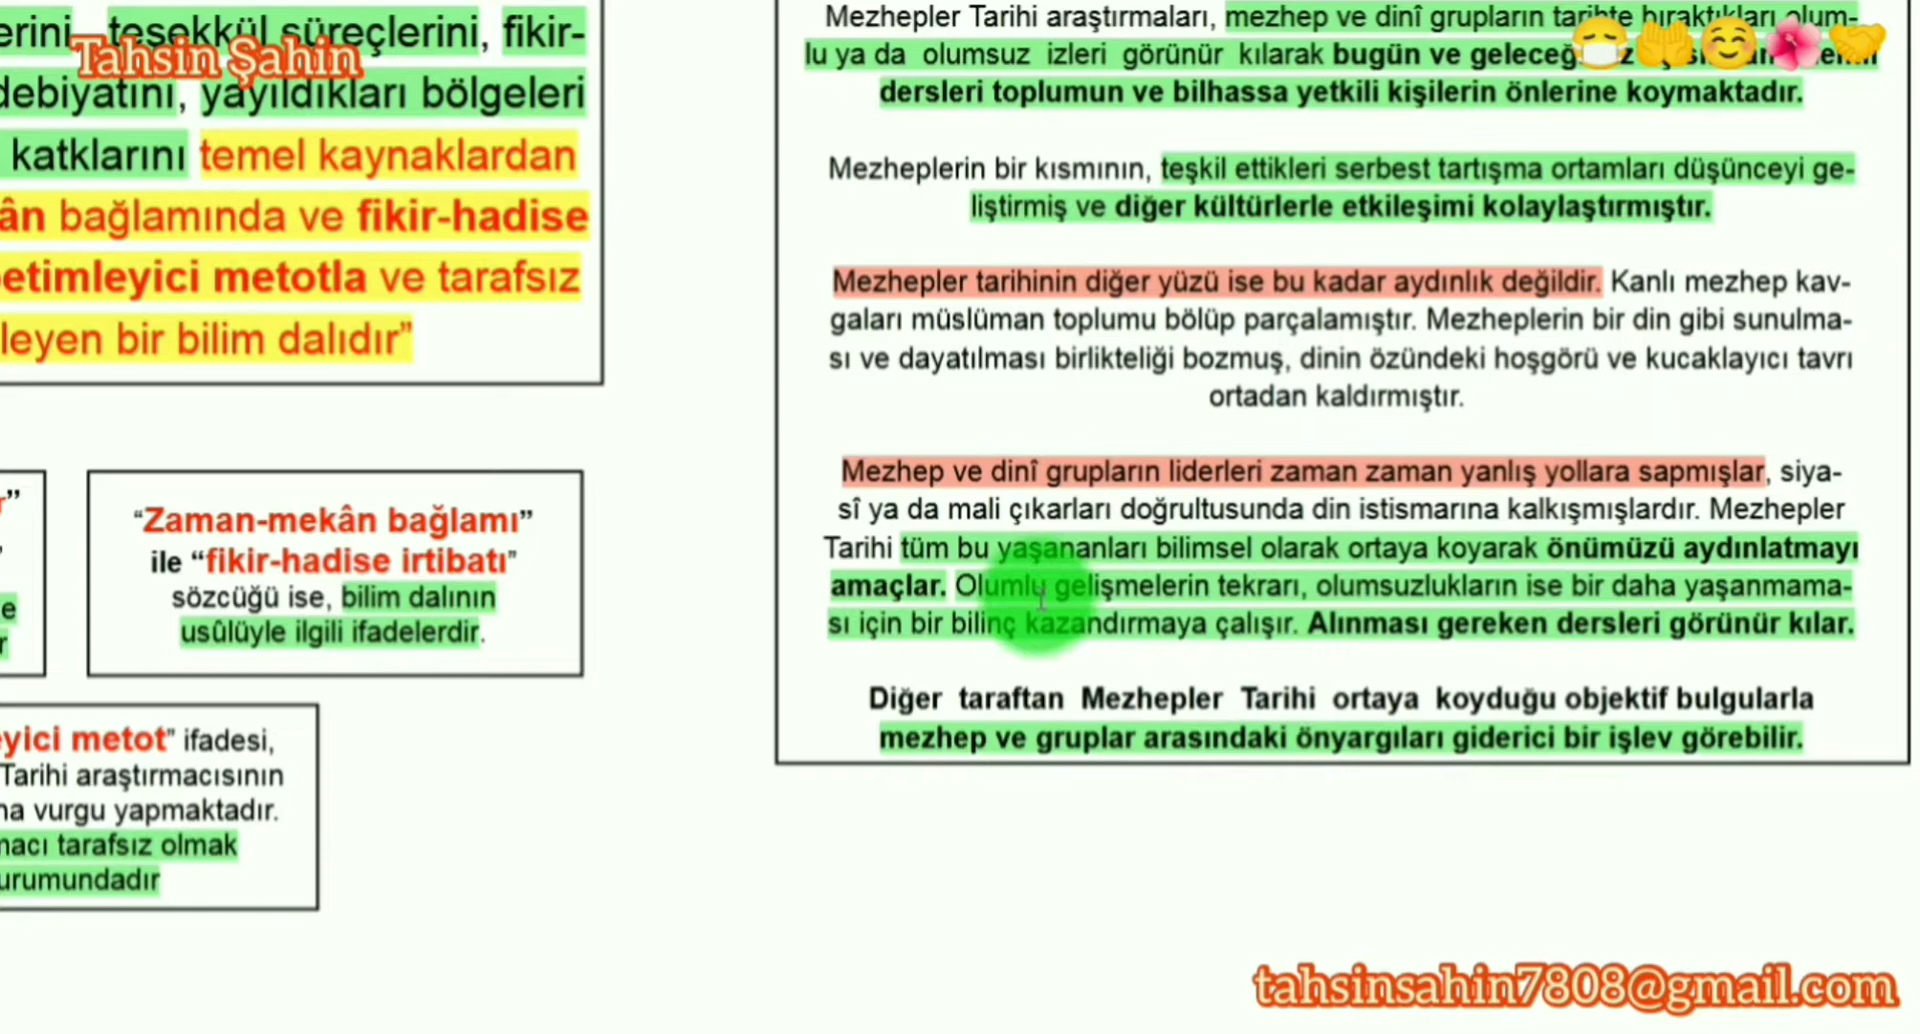 erini, teşekkül süreçlerini, fikir-
Tahsin Şahin
debiyatını, yayıldıkları bölgeleri
katklarını temel kaynaklardan
ân bağlamında ve fikir-hadise
etimleyici metotla ve tarafsız
leyen bir bilim dalıdır”
“Zaman-mekân bağlamı”
ile “fikir-hadise irtibatı”
sözcüğü ise, bilim dalının
usûlüyle ilgili ifadelerdir.
yici metot” ifadesi,
Tarihi araştırmacısının
na vurgu yapmaktadır.
macı tarafsız olmak
urumundadır
Mezhepler Tarihi araştırmaları, mezhep ve dinî grupların tarihte bıraktıkları olum-
lu ya da olumsuz izleri görünür kılarak bugün ve
dersleri toplumun ve bilhassa yetkili kişilerin önlerine koymaktadır.
Mezheplerin bir kısmının, teşkil ettikleri serbest tartışma ortamları düşünceyi ge-
liştirmiş ve diğer kültürlerle etkileşimi kolaylaştırmıştır.
Mezhepler tarihinin diğer yüzü ise bu kadar aydınlık değildir. Kanlı mezhep kav-
gaları müslüman toplumu bölüp parçalamıştır. Mezheplerin bir din gibi sunulma-
sı ve dayatılması birlikteliği bozmuş, dinin özündeki hoşgörü ve kucaklayıcı tavrı
ortadan kaldırmıştır.
Mezhep ve dinî grupların liderleri zaman zaman yanlış yollara sapmışlar, siya-
sî ya da mali çıkarları doğrultusunda din istismarına kalkışmışlardır. Mezhepler
Tarihi tüm bu yaşananları bilimsel olarak ortaya koyarak önümüzü aydınlatmayı
amaçlar. Olumlu gelişmelerin tekrarı, olumsuzlukların ise bir daha yaşanmama-
sı için bir bilinç kazandırmaya çalışır. Alınması gereken dersleri görünür kılar.
Diğer taraftan Mezhepler Tarihi ortaya koyduğu objektif bulgularla
mezhep ve gruplar arasındaki önyargıları giderici bir işlev görebilir.
tahsinsahin7808@gmail.com